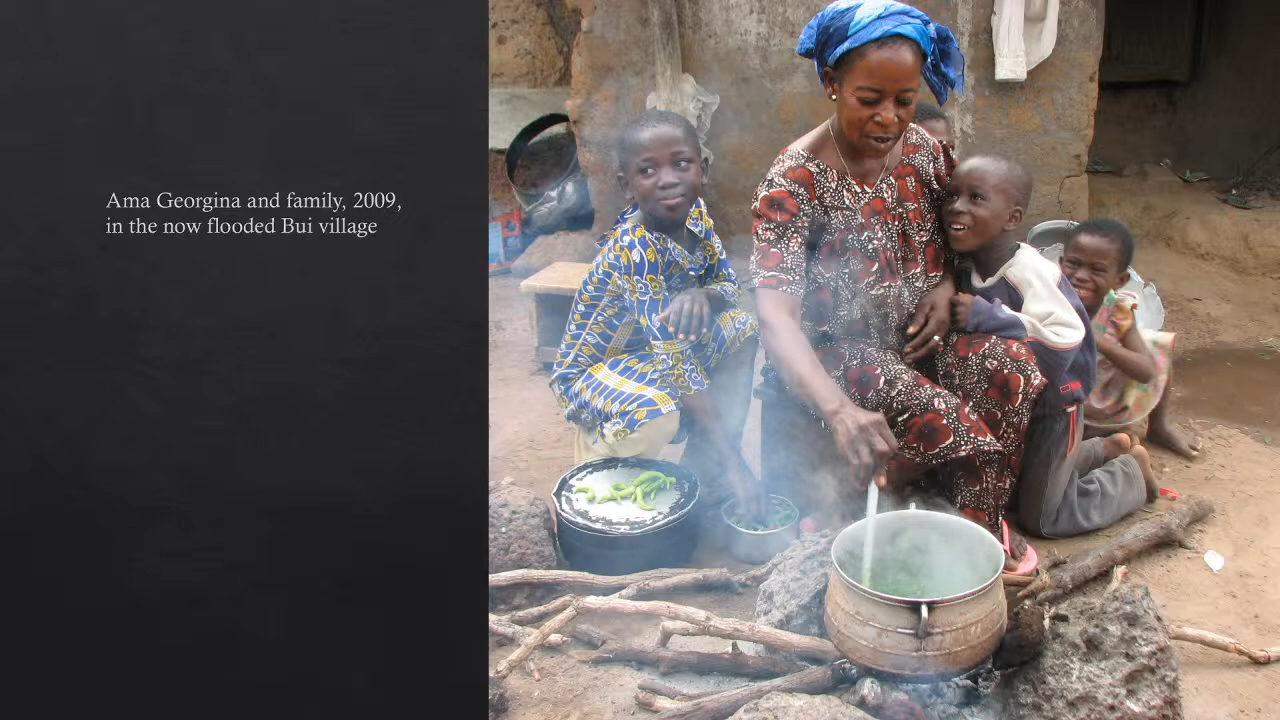 Ama Georgina and family, 2009,
in the now flooded Bui village